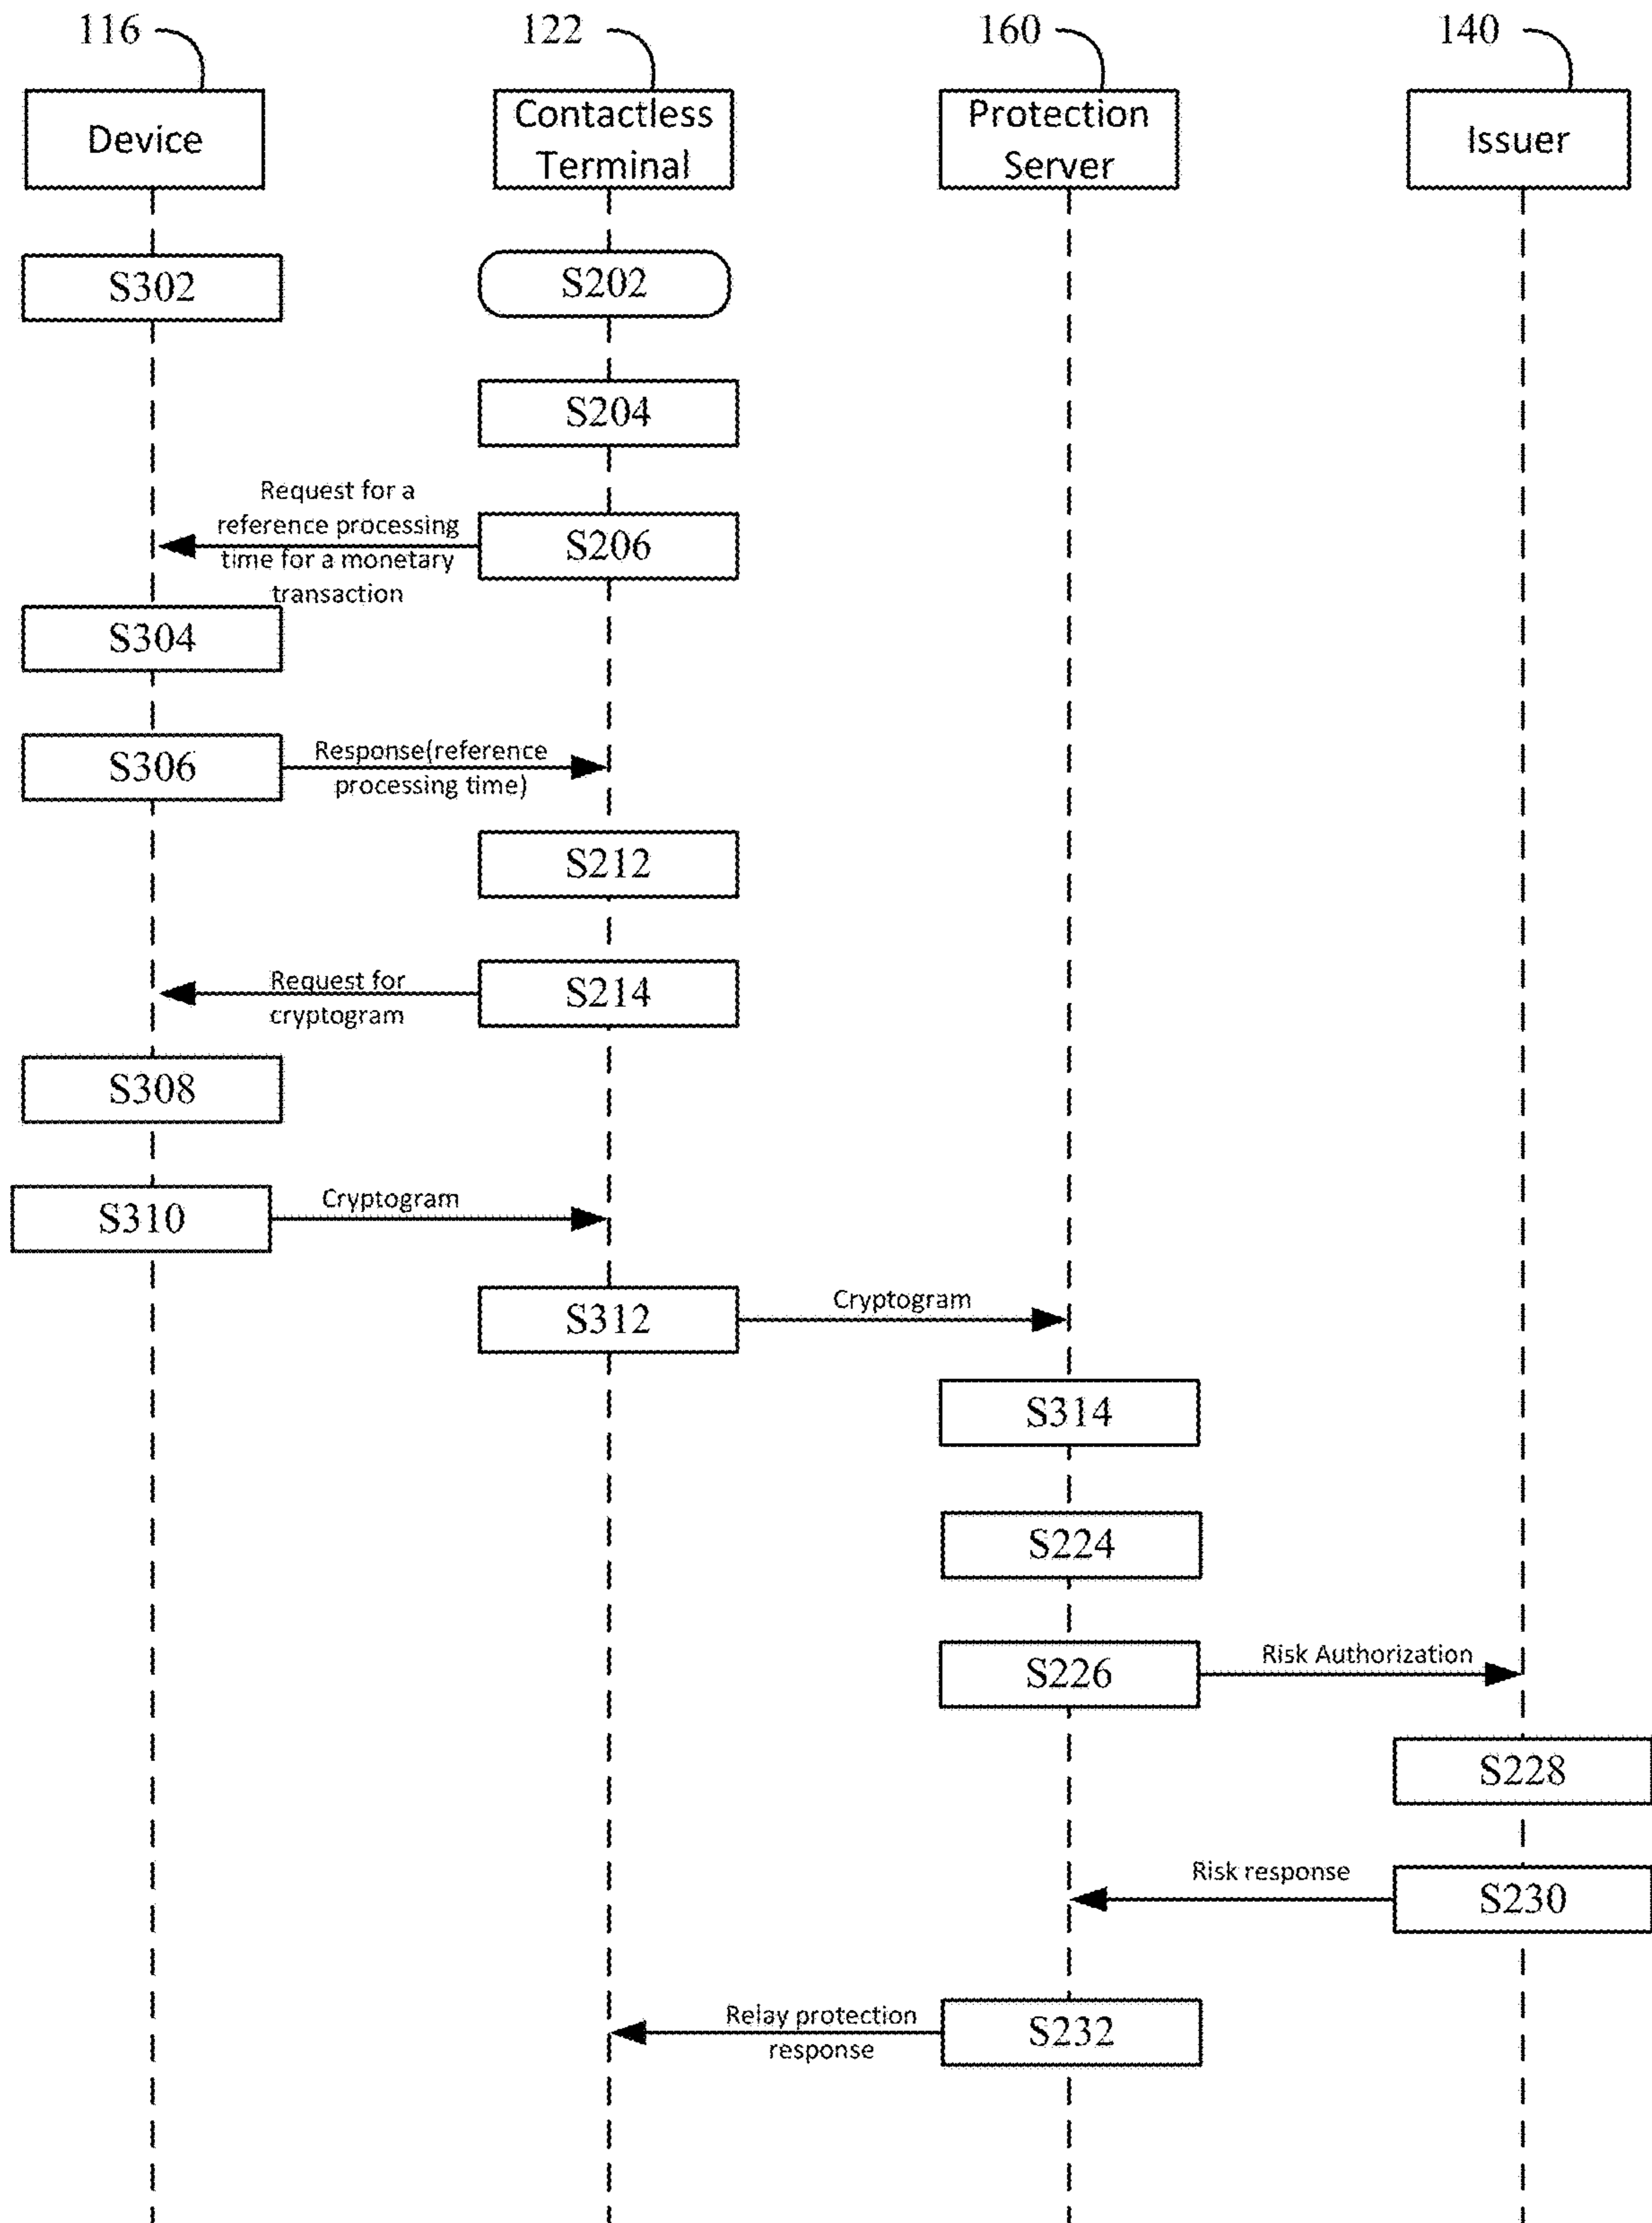 116
122
160
140
Device
Contactless
Terminal
Protection
Server
Issuer
S302
S202
S204
Request for a
reference processing
time for a monetary
transaction
S206
S304
S306
Response(reference
processing time)
S212
Request for
cryptogram
S214
S308
S310
Cryptogram
S312
Cryptogram
S314
S224
S226
Risk Authorization
S228
Risk response
S230
Relay protection
response
S232